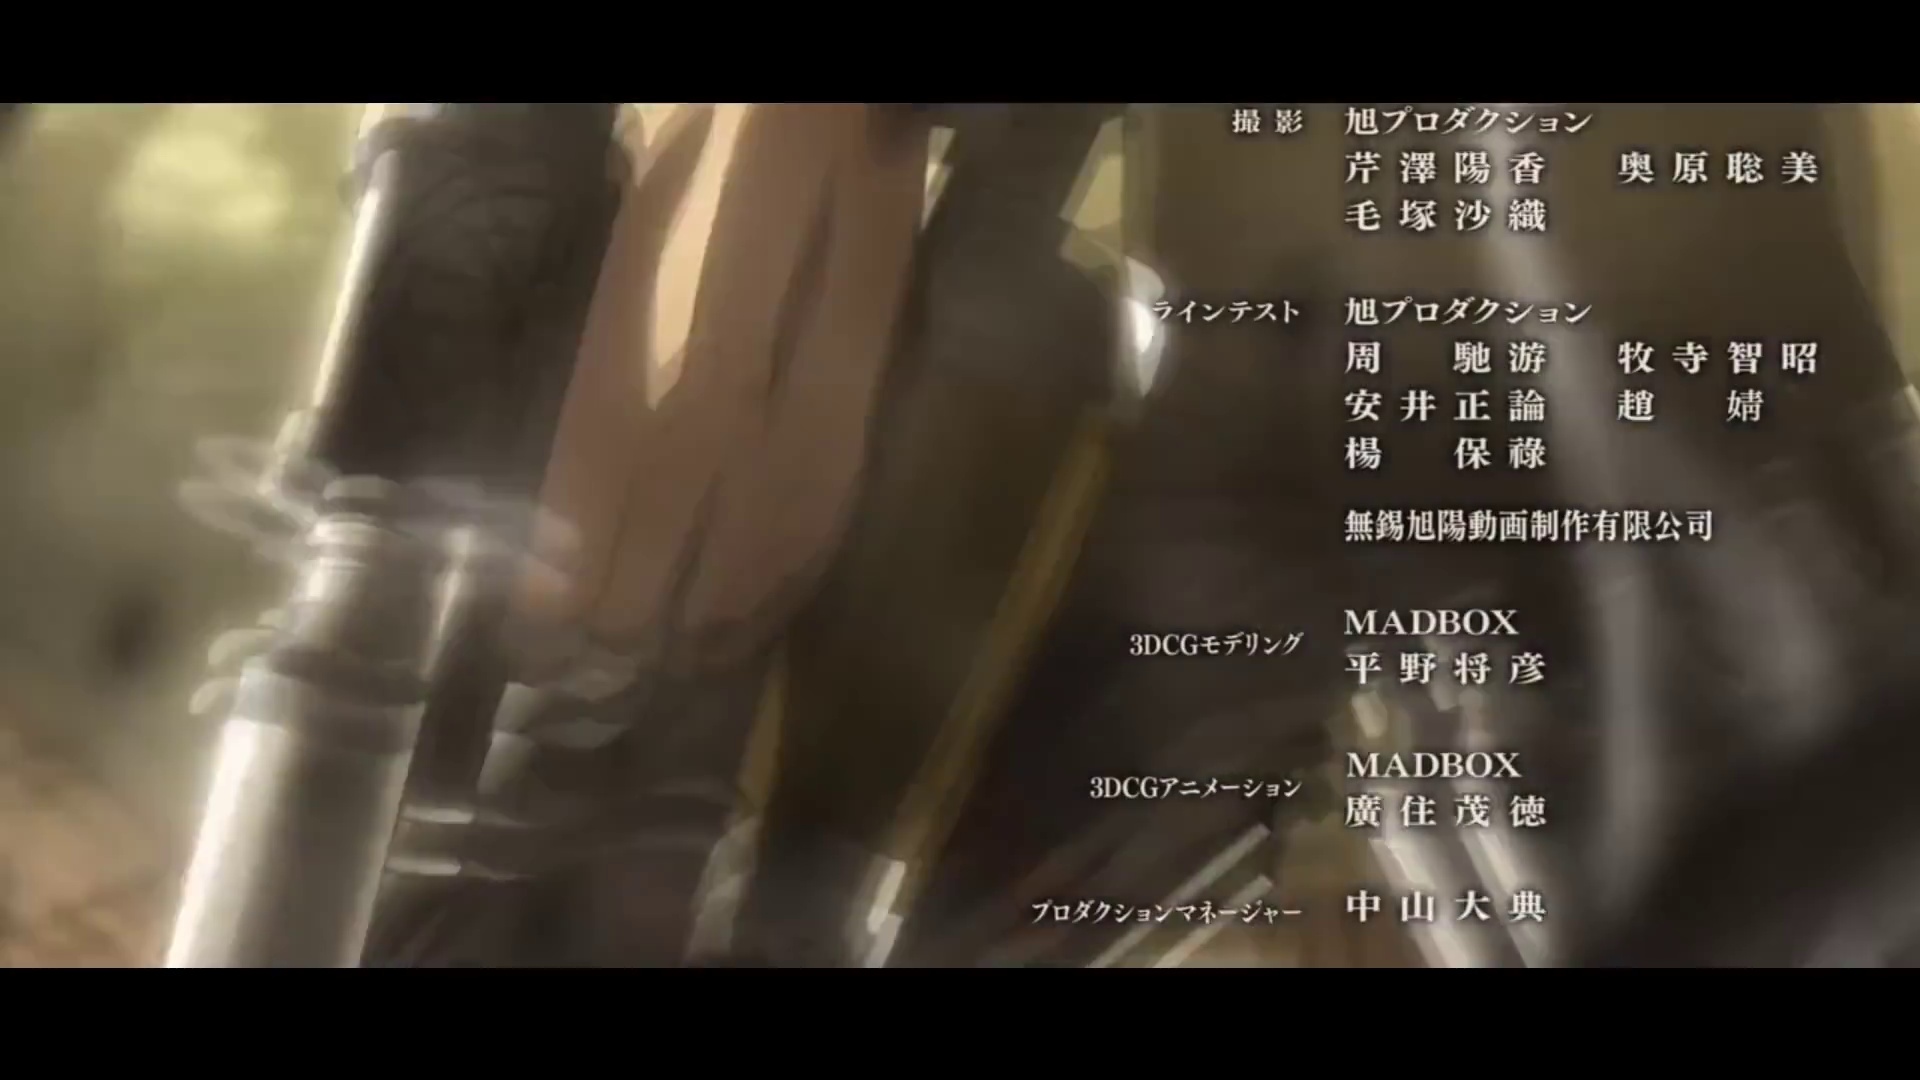 撮影 旭プロダクション
芹澤陽香 奥原聡美
毛塚沙織
ラインテスト 旭プロダクション
周 馳游 牧寺智昭
安井正論 趙 婧
楊 保祿
無錫旭陽動画制作有限公司
MADBOX
3DCGモデリング
平野将彦
MADBOX
3DCGアニメーション
廣住茂徳
プロダクションマネージャー 中山大典